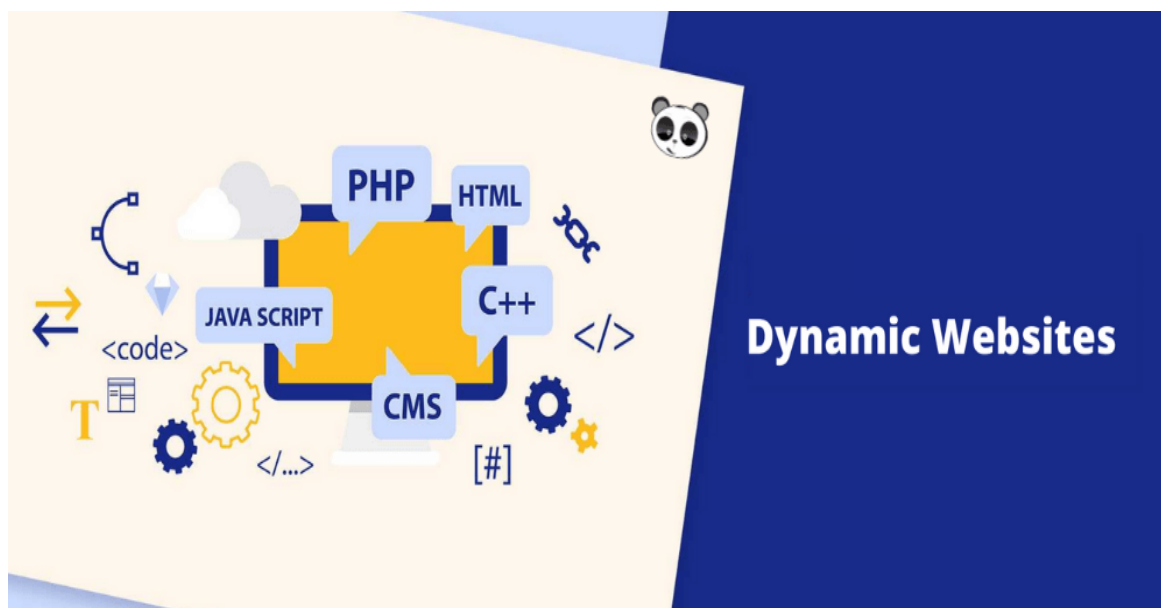 PHP
HTML
JAVA SCRIPT
C++
<code>
</>
Dynamic Websites
T
CMS
</...>
[#]